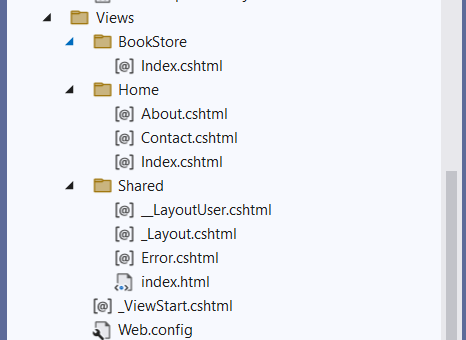 Views
BookStore
Index.cshtml
Home
About.cshtml
Contact.cshtml
Index.cshtml
Shared
__LayoutUser.cshtml
_Layout.cshtml
Error.cshtml
index.html
_ViewStart.cshtml
Web.config